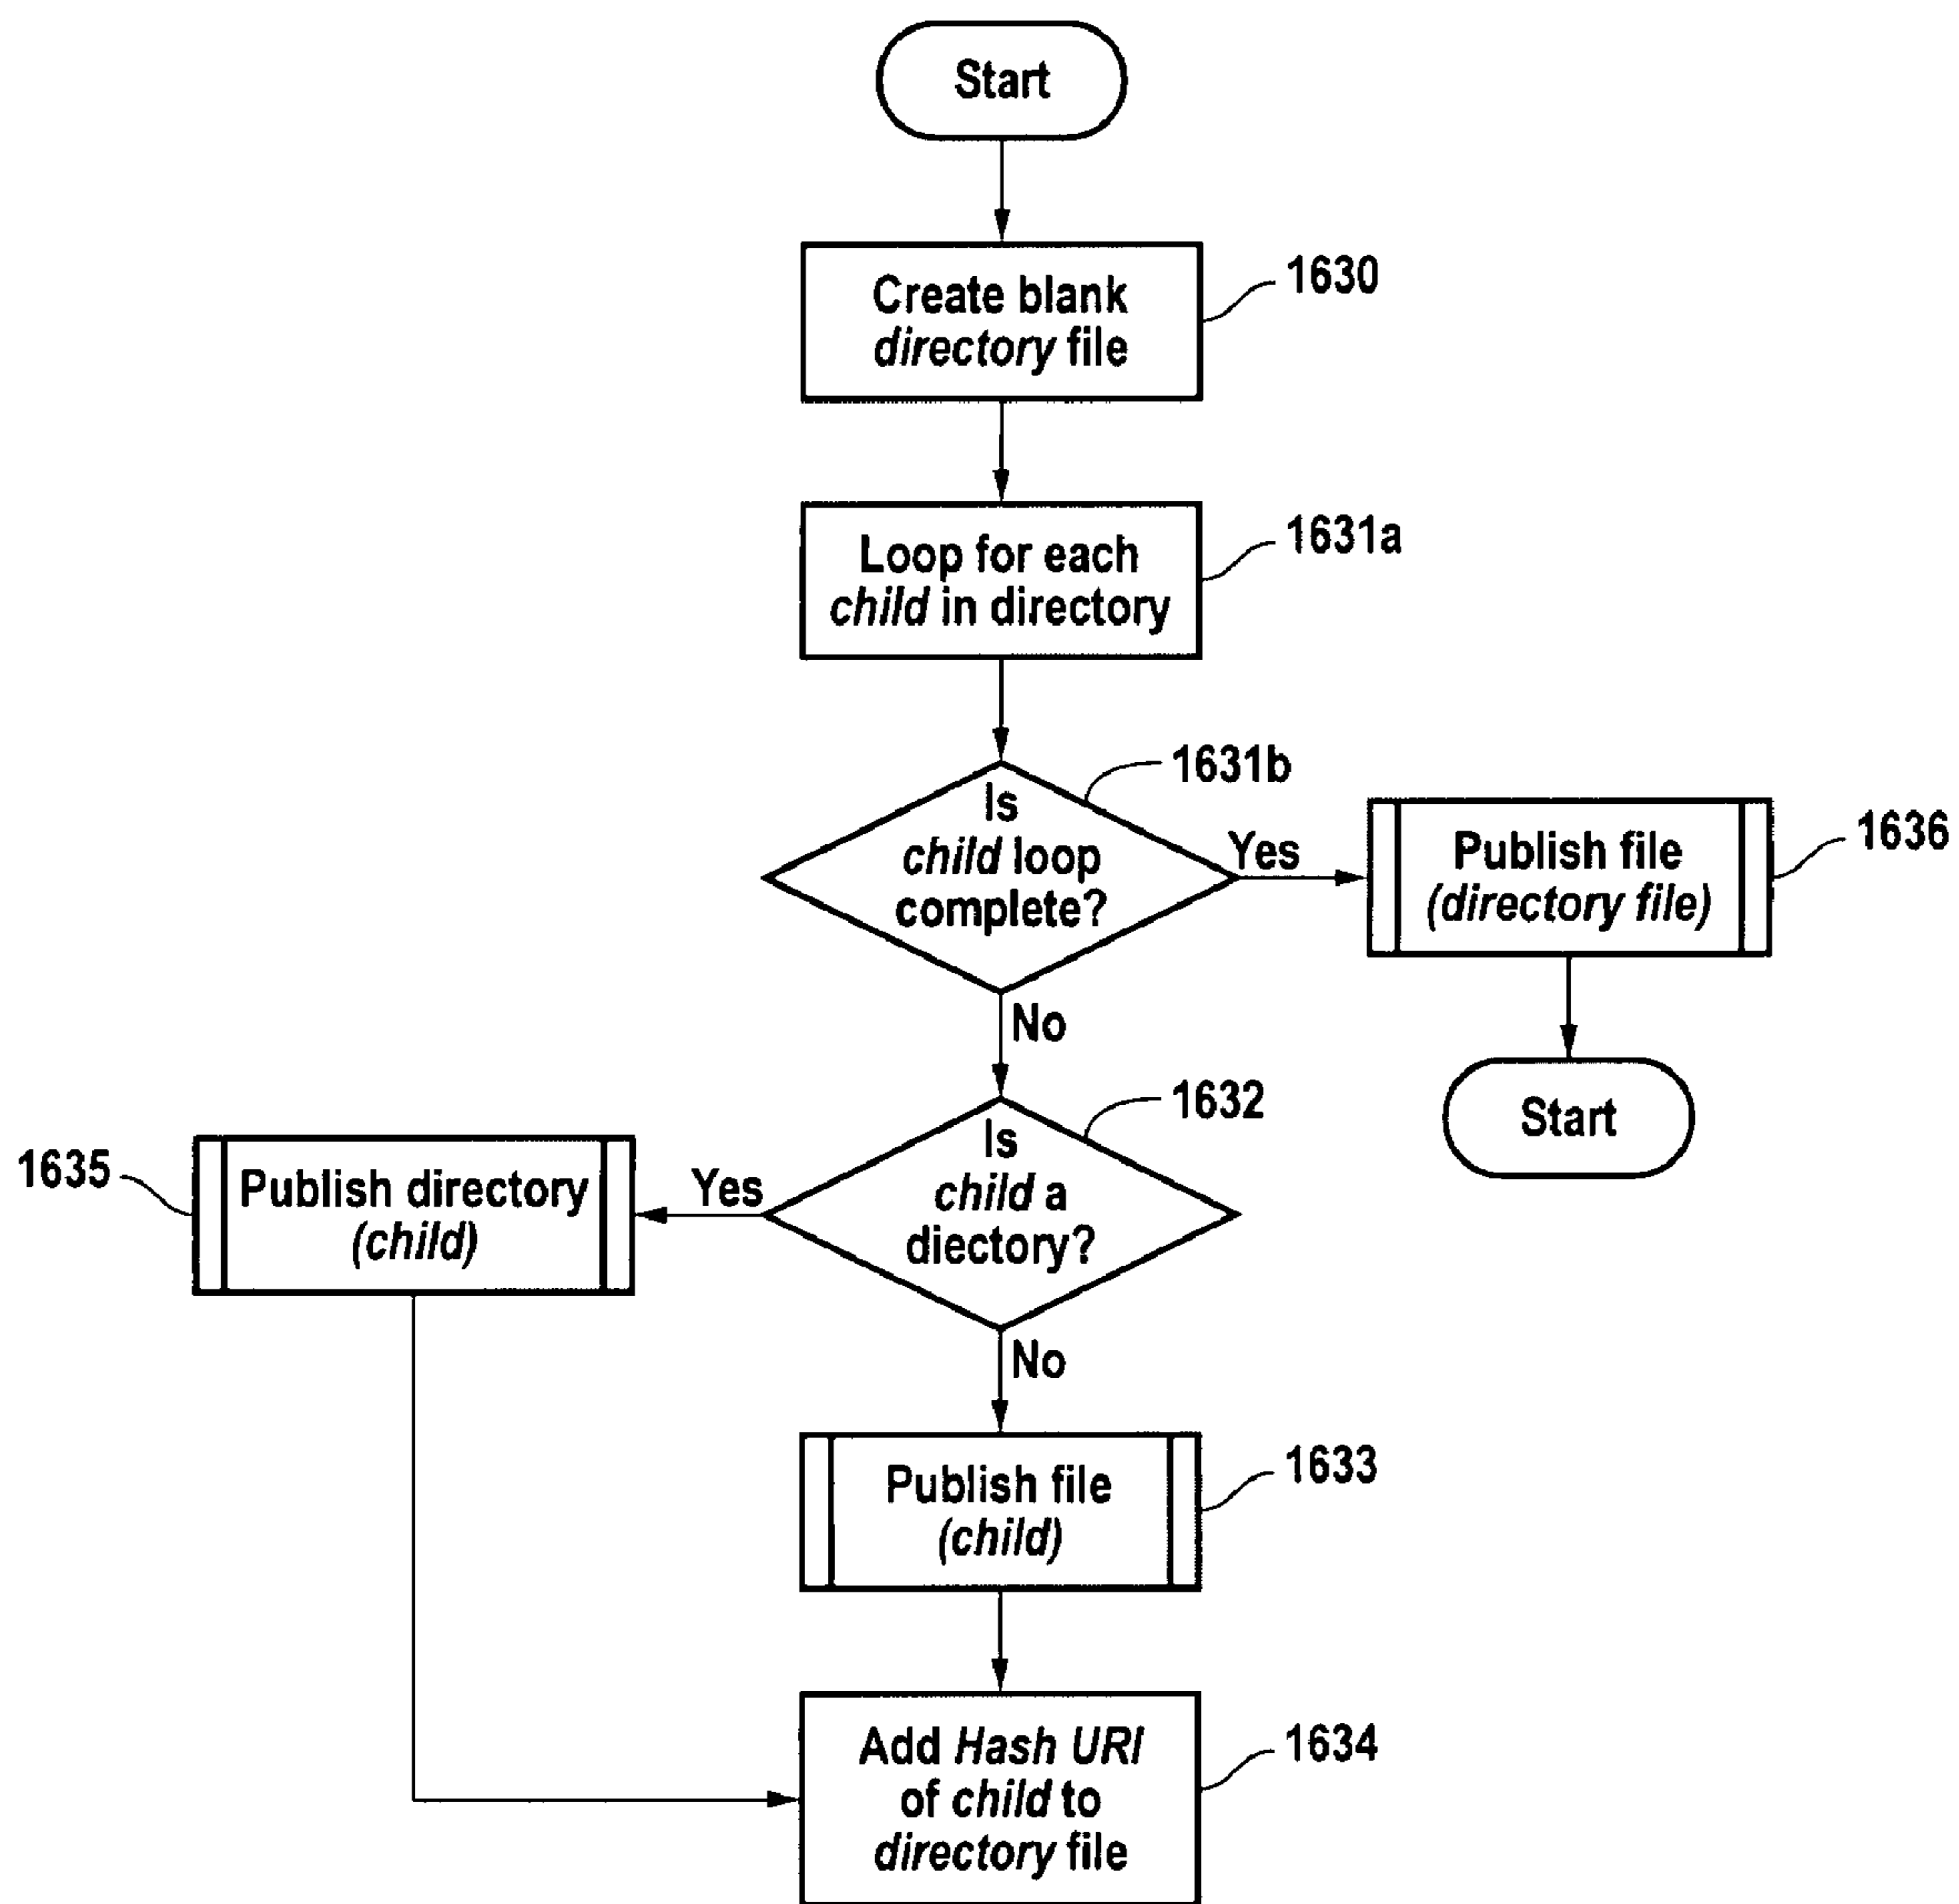 Start
Create blank
directory file
1630
Loop for each
child in directory
1631a
Is
child loop
complete?
1631b
Yes
Publish file
(directory file)
1636
No
Start
Is
child a
diectory?
1632
Yes
Publish directory
(child)
1635
No
Publish file
(child)
1633
Add Hash URI
of child to
directory file
1634